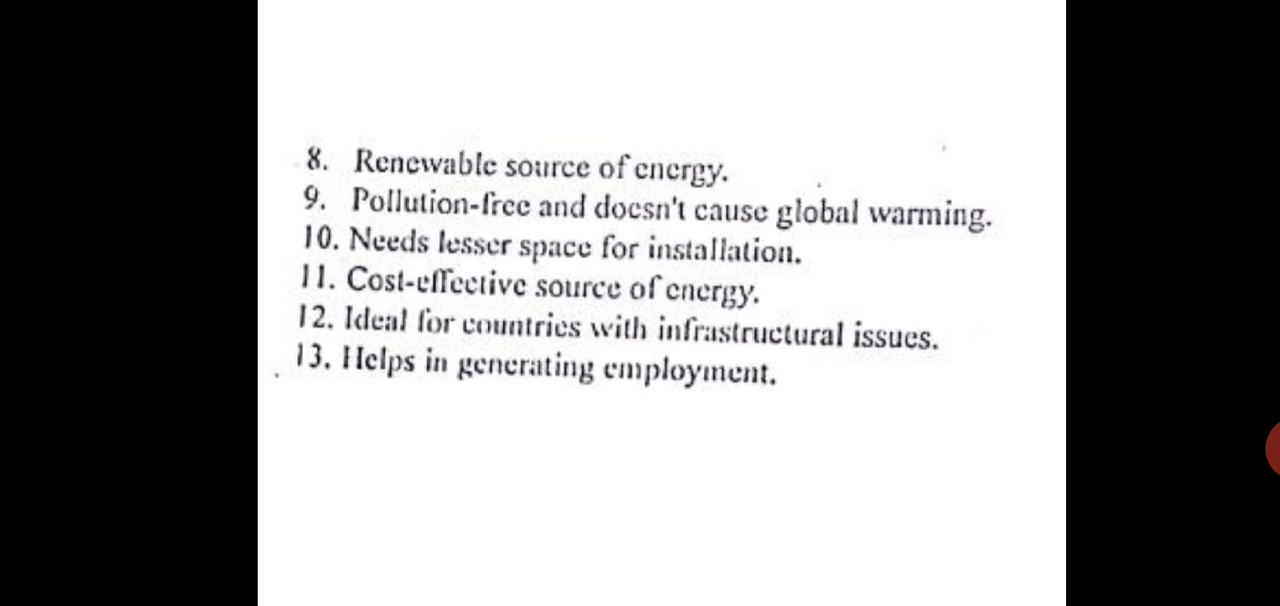 8. Renewable source of energy.
9. Pollution-free and doesn't cause global warming.
10. Needs lesser space for installation.
11. Cost-effective source of energy.
12. Ideal for countries with infrastructural issues.
13. Helps in generating employment.